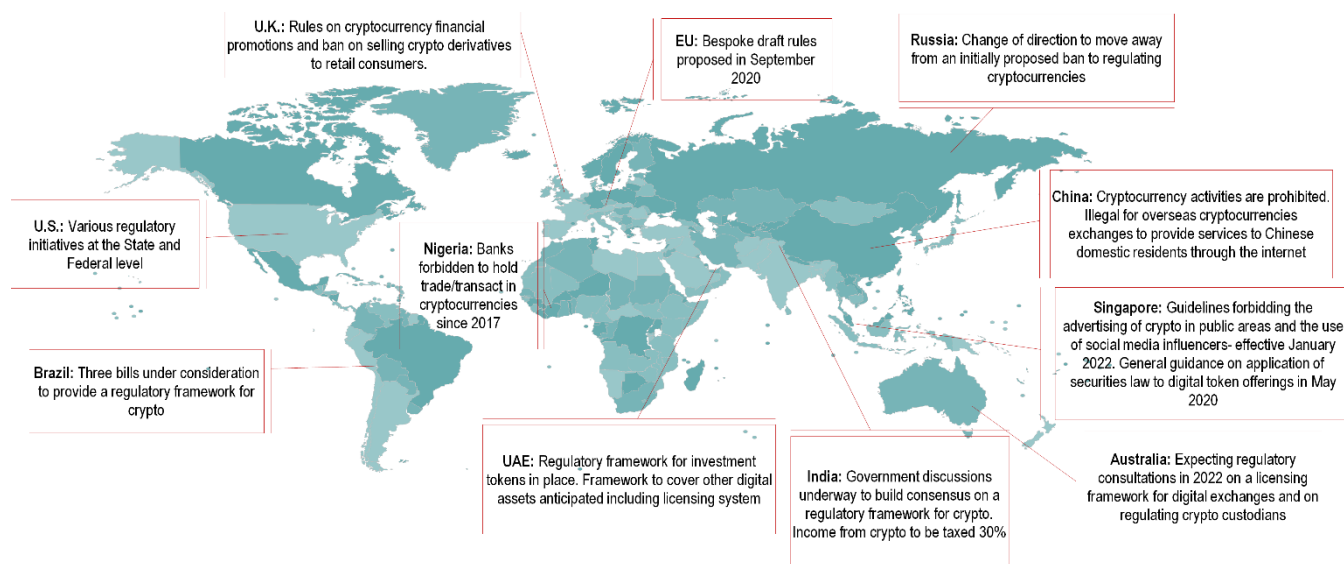 U.K.: Rules on cryptocurrency financial
promotions and ban on selling crypto derivatives
to retail consumers.
EU: Bespoke draft rules
proposed in September
2020
Russia: Change of direction to move away
from an initially proposed ban to regulating
cryptocurrencies
U.S.: Various regulatory
initiatives at the State and
Federal level
Nigeria: Banks
forbidden to hold
trade/transact in
cryptocurrencies
since 2017
China: Cryptocurrency activities are prohibited.
Illegal for overseas cryptocurrencies
exchanges to provide services to Chinese
domestic residents through the internet
Singapore: Guidelines forbidding the
advertising of crypto in public areas and the use
of social media influencers- effective January
2022. General guidance on application of
securities law to digital token offerings in May
2020
Brazil: Three bills under consideration
to provide a regulatory framework for
crypto
UAE: Regulatory framework for investment
tokens in place. Framework to cover other digital
assets anticipated including licensing system
India: Government discussions
underway to build consensus on a
regulatory framework for crypto.
Income from crypto to be taxed 30%
Australia: Expecting regulatory
consultations in 2022 on a licensing
framework for digital exchanges and on
regulating crypto custodians